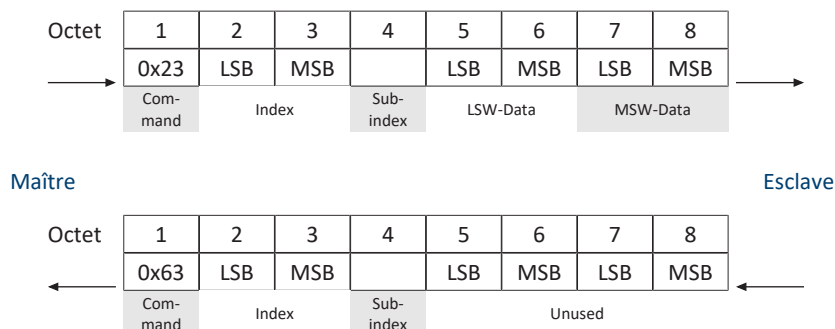 Octet 1 2 3 4 5 6 7 8
0x23 LSB MSB LSB MSB LSB MSB
Com-
mand
Index
Sub-
index
LSW-Data
MSW-Data
Maître
Esclave
Octet 1 2 3 4 5 6 7 8
0x63 LSB MSB LSB MSB LSB MSB
Com-
mand
Index
Sub-
index
Unused